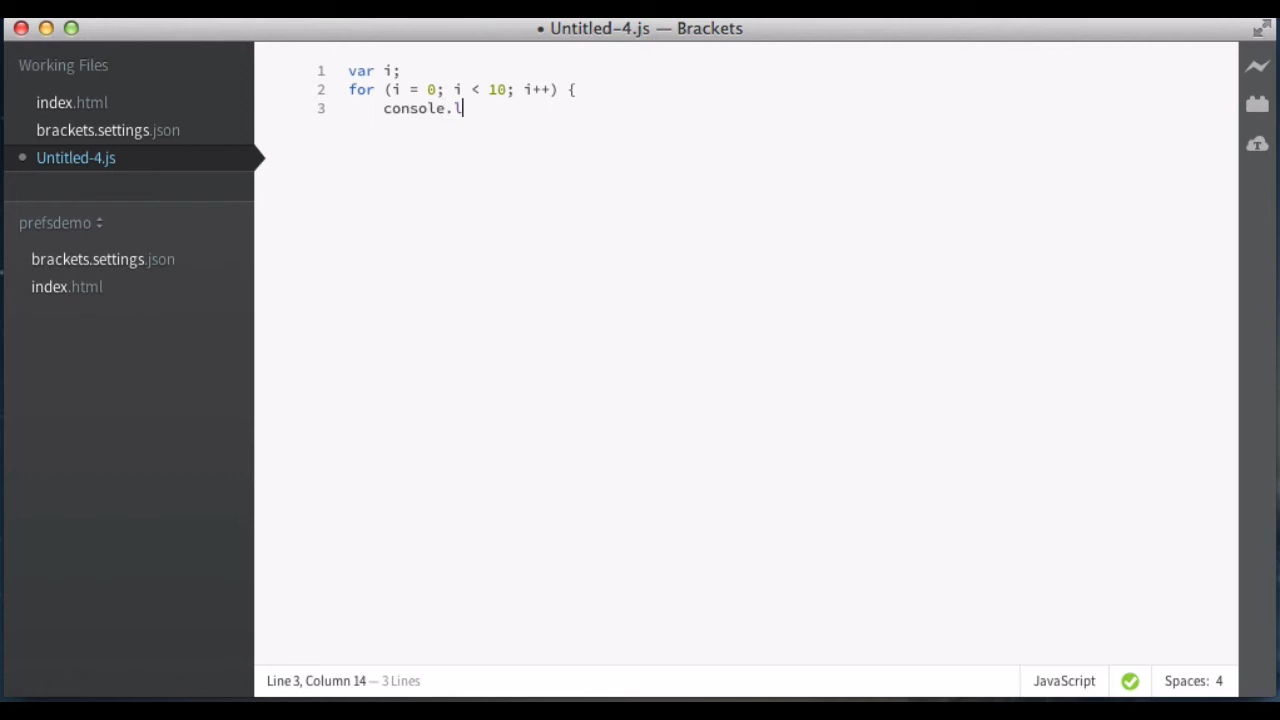 • Untitled-4.js — Brackets
Working Files
index.html
brackets.settings.json
Untitled-4.js
prefsdemo
brackets.settings.json
index.html
1 var i;
2 for (i = 0; i < 10; i++) {
3     console.l
Line 3, Column 14 — 3 Lines
JavaScript
Spaces: 4